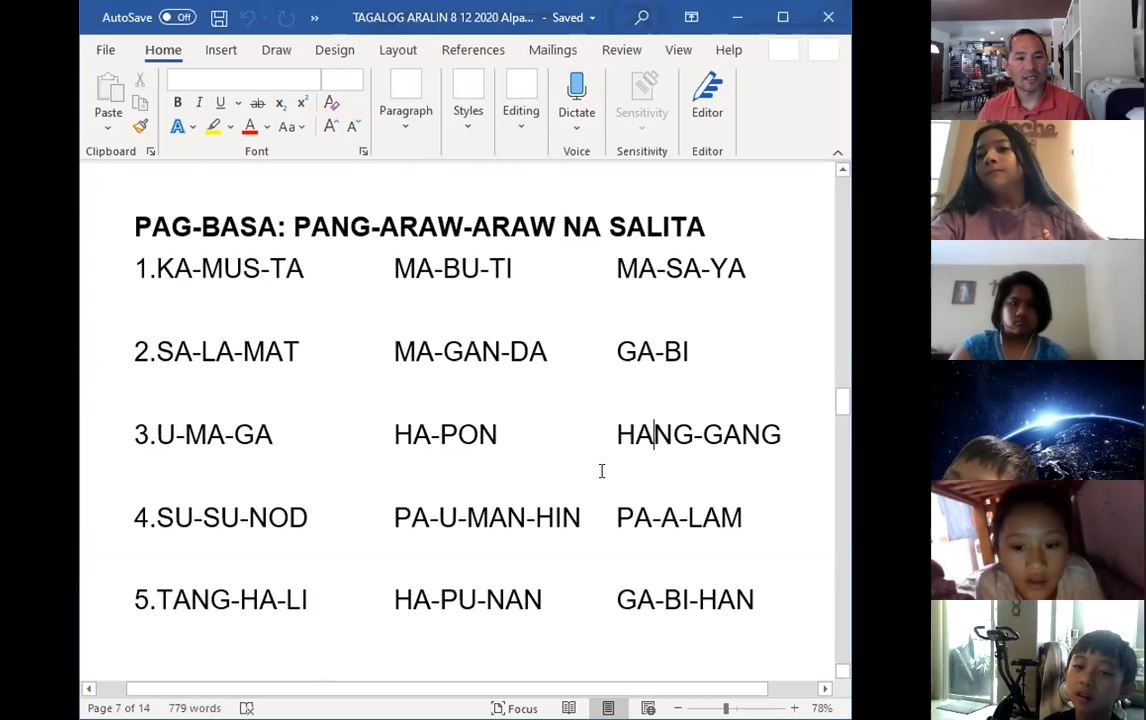 AutoSave Off TAGALOG ARALIN 8 12 2020 Alpa... - Saved
File Home Insert Draw Design Layout References Mailings Review View Help
Paste Paragraph Styles Editing Dictate Sensitivity Editor
Clipboard Font Voice Sensitivity Editor
PAG-BASA: PANG-ARAW-ARAW NA SALITA
1.KA-MUS-TA MA-BU-TI MA-SA-YA
2.SA-LA-MAT MA-GAN-DA GA-BI
3.U-MA-GA HA-PON HANG-GANG
4.SU-SU-NOD PA-U-MAN-HIN PA-A-LAM
5.TANG-HA-LI HA-PU-NAN GA-BI-HAN
Page 7 of 14 779 words Focus 78%